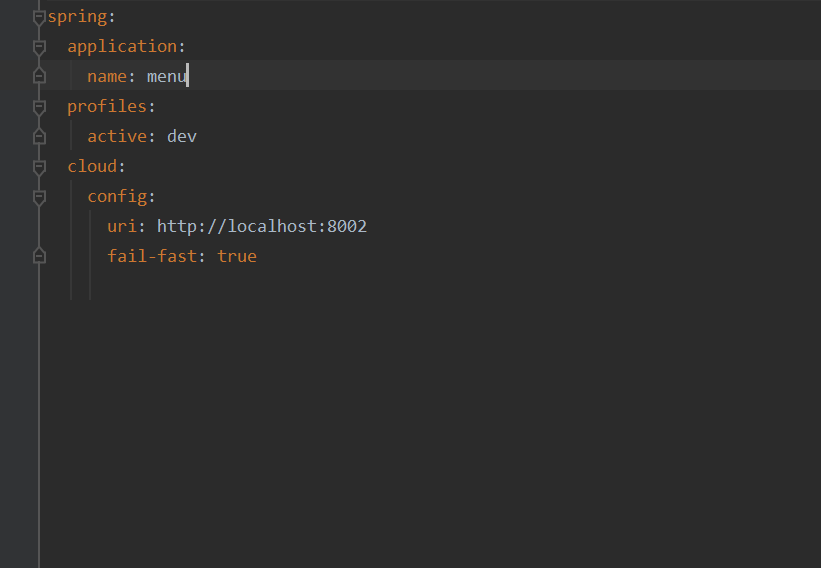 spring:
  application:
    name: menu
  profiles:
    active: dev
  cloud:
    config:
      uri: http://localhost:8002
      fail-fast: true